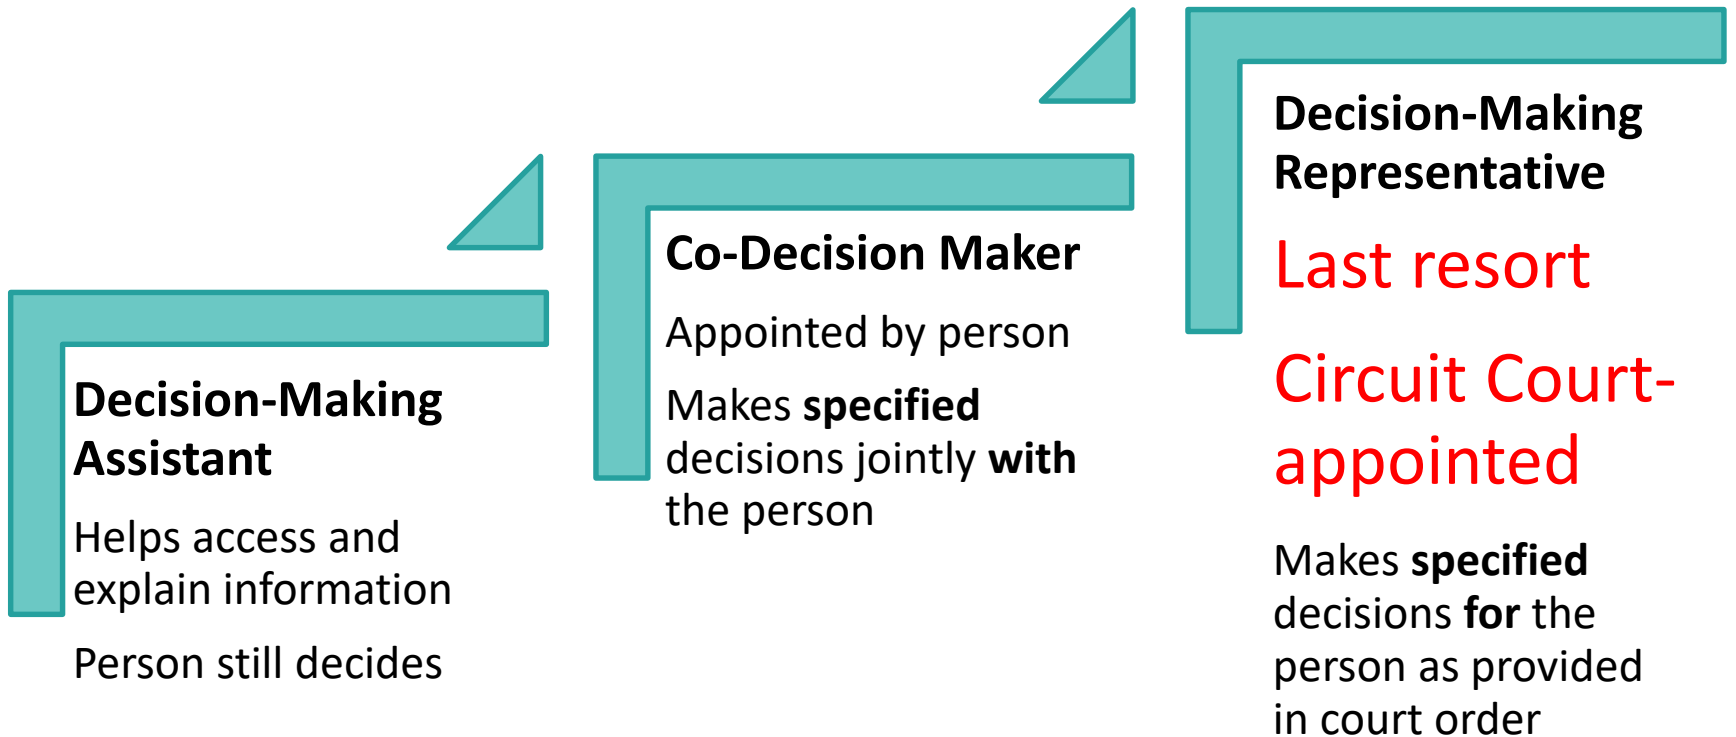 Decision-Making
Assistant
Helps access and
explain information
Person still decides
Co-Decision Maker
Appointed by person
Makes specified
decisions jointly with
the person
Decision-Making
Representative
Last resort
Circuit Court-
appointed
Makes specified
decisions for the
person as provided
in court order